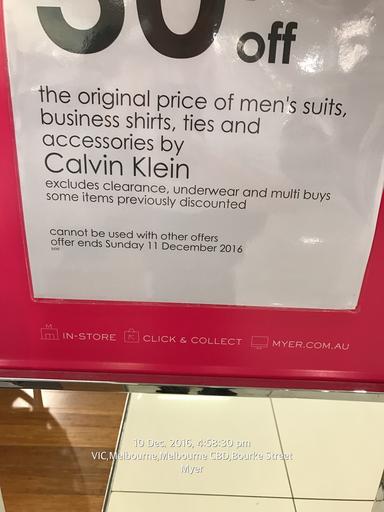 30
off
the original price of men's suits,
business shirts, ties and
accessories by
Calvin Klein
excludes clearance, underwear and multi buys
some items previously discounted
cannot be used with other offers
offer ends Sunday 11 December 2016
IN-STORE CLICK & COLLECT MYER.COM.AU
10 Dec. 2016, 4:58:30 pm
VIC,Melbourne,Melbourne CBD,Bourke Street
Myer